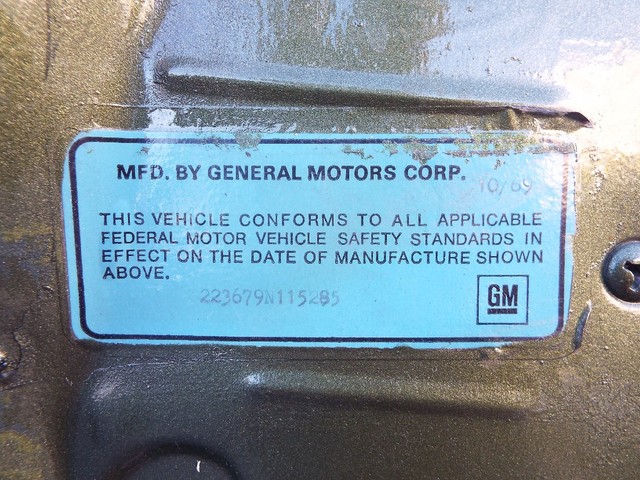 MFD. BY GENERAL MOTORS CORP. 10/69
THIS VEHICLE CONFORMS TO ALL APPLICABLE
FEDERAL MOTOR VEHICLE SAFETY STANDARDS IN
EFFECT ON THE DATE OF MANUFACTURE SHOWN
ABOVE.
223679N115285
GM